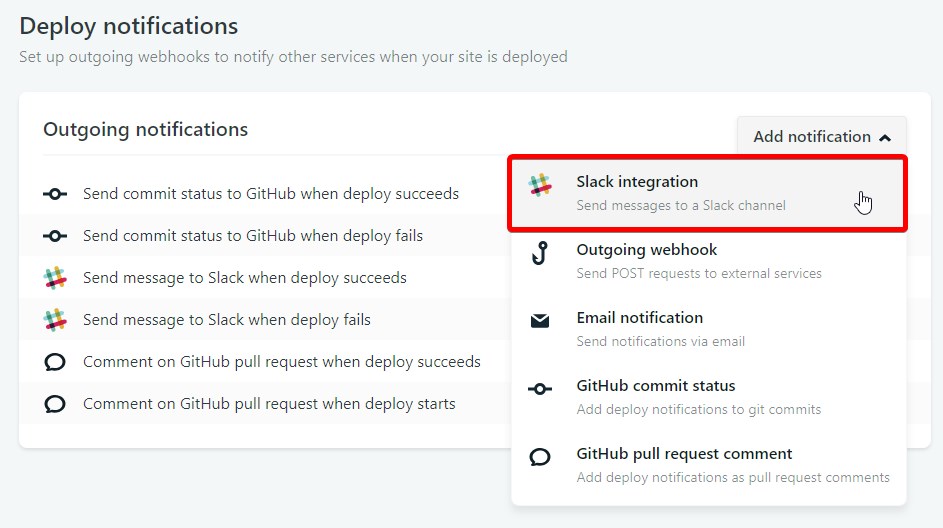 Deploy notifications
Set up outgoing webhooks to notify other services when your site is deployed
Outgoing notifications
Add notification
Send commit status to GitHub when deploy succeeds
Send commit status to GitHub when deploy fails
Send message to Slack when deploy succeeds
Send message to Slack when deploy fails
Comment on GitHub pull request when deploy succeeds
Comment on GitHub pull request when deploy starts
Slack integration
Send messages to a Slack channel
Outgoing webhook
Send POST requests to external services
Email notification
Send notifications via email
GitHub commit status
Add deploy notifications to git commits
GitHub pull request comment
Add deploy notifications as pull request comments